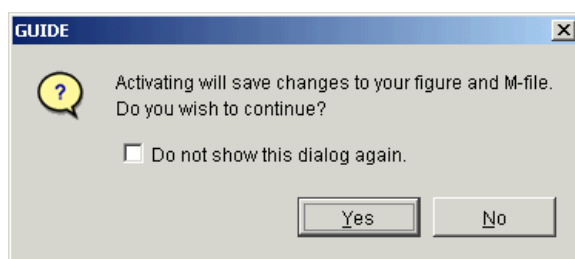 GUIDE
?
Activating will save changes to your figure and M-file.
Do you wish to continue?
Do not show this dialog again.
Yes No